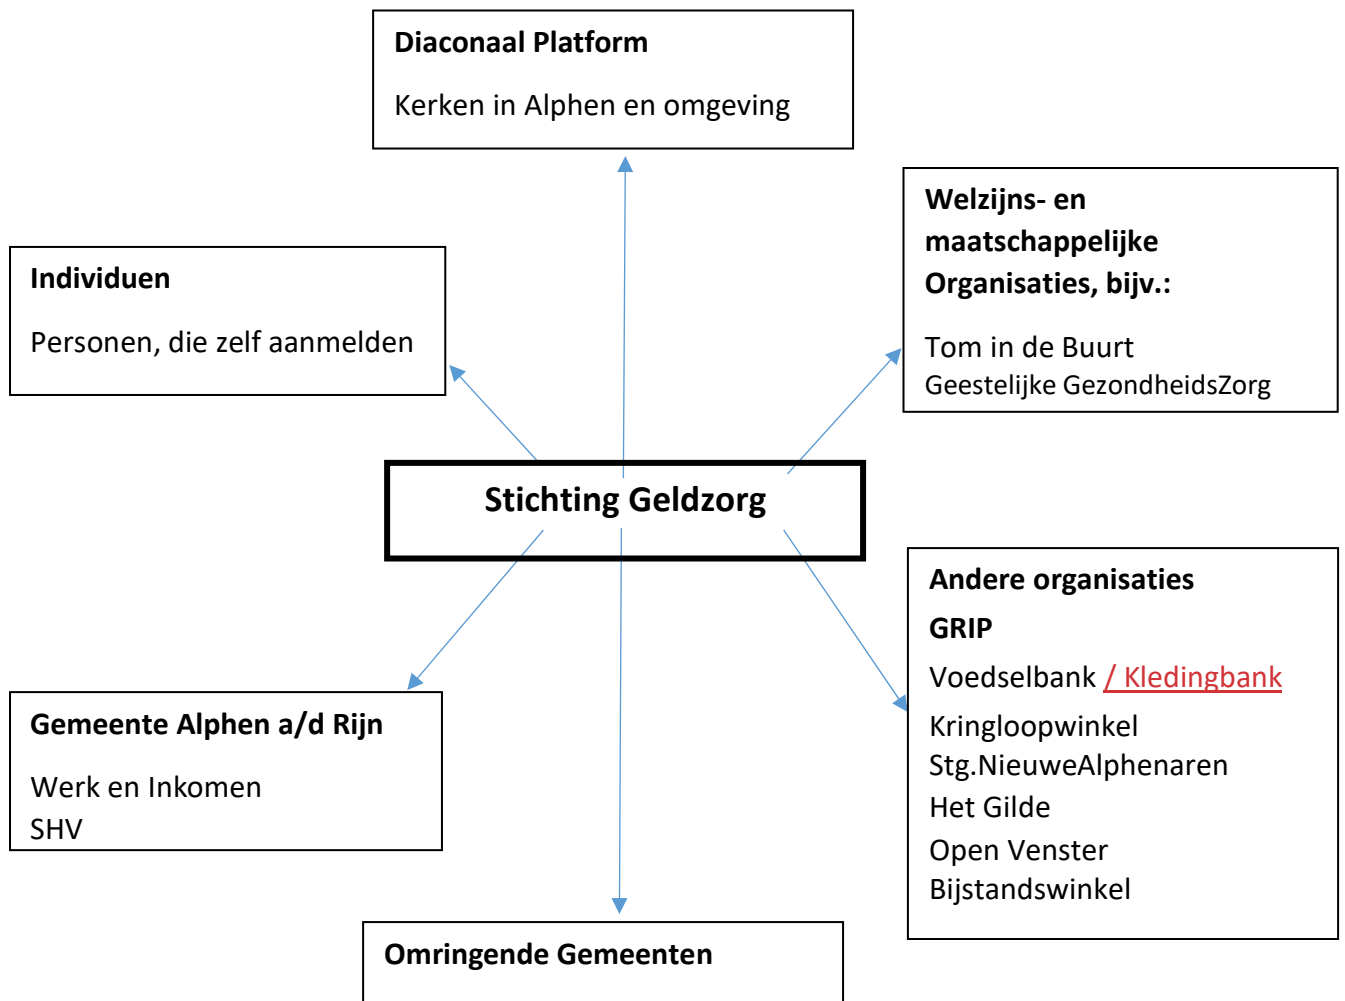 Diaconaal Platform
Kerken in Alphen en omgeving
Welzijns- en
maatschappelijke
Organisaties, bijv.:
Tom in de Buurt
Geestelijke GezondheidsZorg
Individuen
Personen, die zelf aanmelden
Stichting Geldzorg
Andere organisaties
GRIP
Voedselbank / Kledingbank
Kringloopwinkel
Stg.NieuweAlphenaren
Het Gilde
Open Venster
Bijstandswinkel
Gemeente Alphen a/d Rijn
Werk en Inkomen
SHV
Omringende Gemeenten